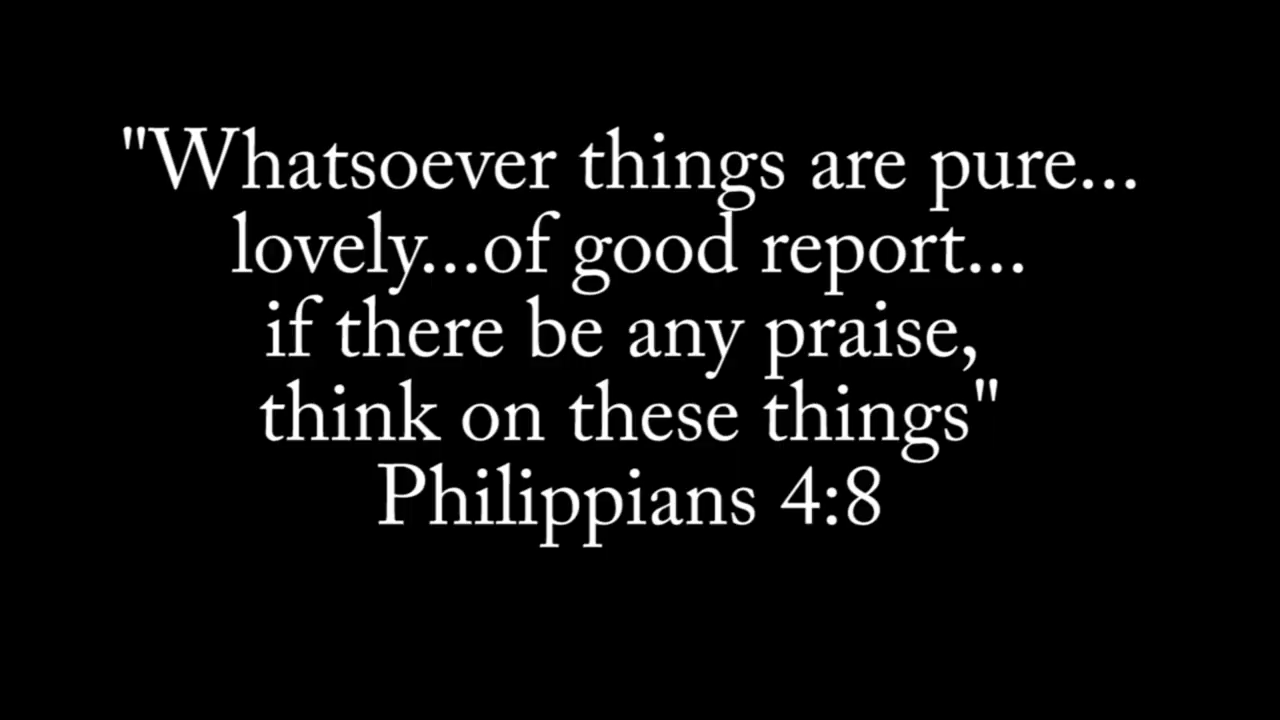 "Whatsoever things are pure...
lovely...of good report...
if there be any praise,
think on these things"
Philippians 4:8